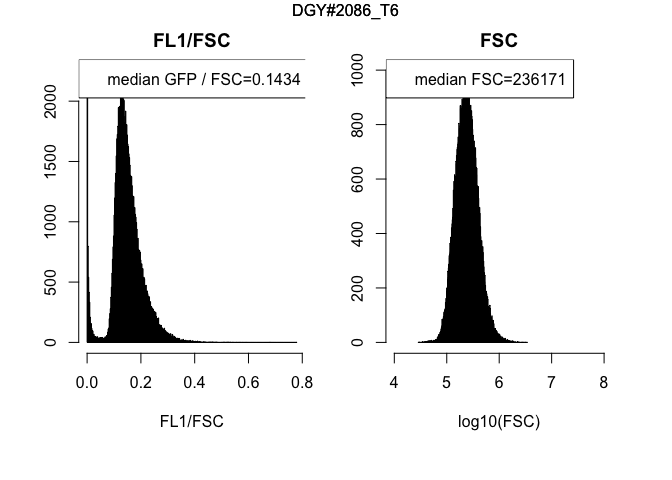 DGY#2086_T6
FL1/FSC
median GFP / FSC=0.1434
0
500
1000
1500
2000
0.0 0.2 0.4 0.6 0.8
FL1/FSC
FSC
median FSC=236171
0
200
400
600
800
1000
4 5 6 7 8
log10(FSC)